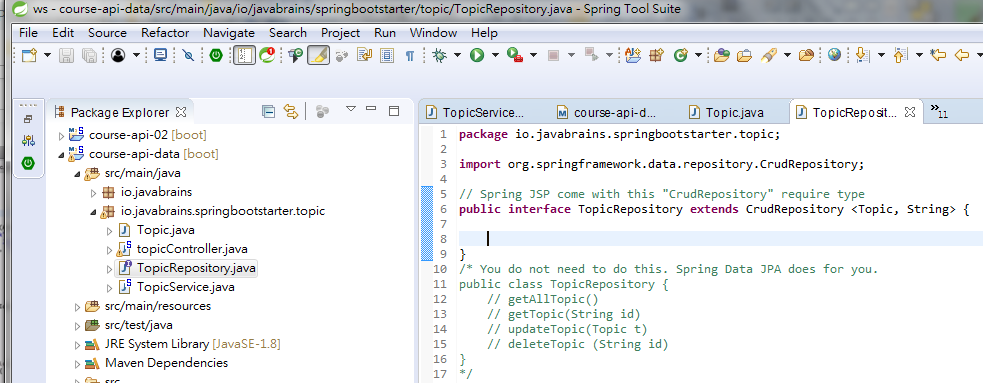 ws - course-api-data/src/main/java/io/javabrains/springbootstarter/topic/TopicRepository.java - Spring Tool Suite
File Edit Source Refactor Navigate Search Project Run Window Help
Package Explorer
course-api-02 [boot]
course-api-data [boot]
src/main/java
io.javabrains
io.javabrains.springbootstarter.topic
Topic.java
topicController.java
TopicRepository.java
TopicService.java
src/main/resources
src/test/java
JRE System Library [JavaSE-1.8]
Maven Dependencies
src
TopicService... course-api-d... Topic.java TopicReposit... 11
1 package io.javabrains.springbootstarter.topic;
2
3 import org.springframework.data.repository.CrudRepository;
4
5 // Spring JSP come with this "CrudRepository" require type
6 public interface TopicRepository extends CrudRepository <Topic, String> {
7
8
9 }
10 /* You do not need to do this. Spring Data JPA does for you.
11 public class TopicRepository {
12 // getAllTopic()
13 // getTopic(String id)
14 // updateTopic(Topic t)
15 // deleteTopic (String id)
16 }
17 */